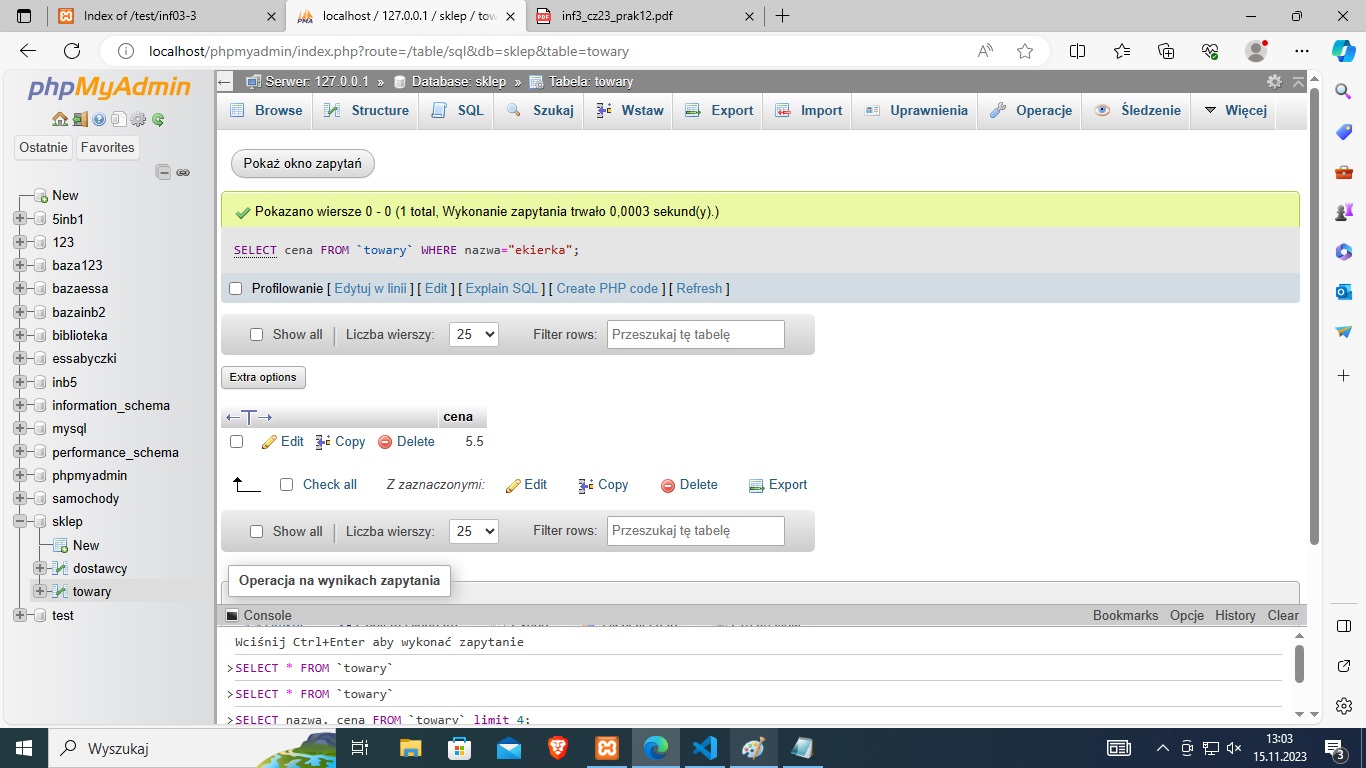 Index of /test/inf03-3
localhost / 127.0.0.1 / sklep / tow
inf3_cz23_prak12.pdf
localhost/phpmyadmin/index.php?route=/table/sql&db=sklep&table=towary
phpMyAdmin
Ostatnie Favorites
New
5inb1
123
baza123
bazaessa
bazainb2
biblioteka
essabyczki
inb5
information_schema
mysql
performance_schema
phpmyadmin
samochody
sklep
New
dostawcy
towary
test
Serwer: 127.0.0.1 » Database: sklep » Tabela: towary
Browse Structure SQL Szukaj Wstaw Export Import Uprawnienia Operacje Śledzenie Więcej
Pokaż okno zapytań
Pokazano wiersze 0 - 0 (1 total, Wykonanie zapytania trwało 0,0003 sekund(y).)
SELECT cena FROM `towary` WHERE nazwa="ekierka";
Profilowanie [ Edytuj w linii ] [ Edit ] [ Explain SQL ] [ Create PHP code ] [ Refresh ]
Show all Liczba wierszy: 25 Filter rows: Przeszukaj tę tabelę
Extra options
cena
Edit Copy Delete 5.5
Check all Z zaznaczonymi: Edit Copy Delete Export
Show all Liczba wierszy: 25 Filter rows: Przeszukaj tę tabelę
Operacja na wynikach zapytania
Console Bookmarks Opcje History Clear
Wciśnij Ctrl+Enter aby wykonać zapytanie
>SELECT * FROM `towary`
>SELECT * FROM `towary`
>SELECT nazwa, cena FROM `towary` limit 4;
Wyszukaj
13:03
15.11.2023
3